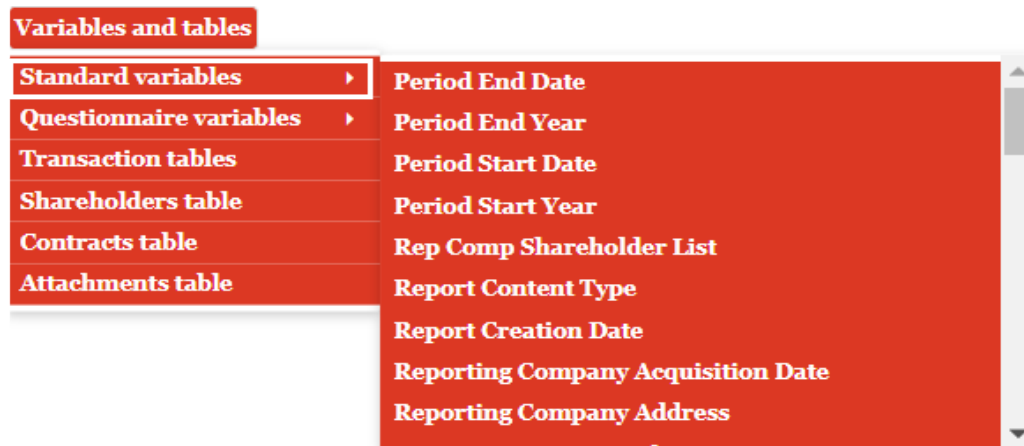 Variables and tables
Standard variables
Questionnaire variables
Transaction tables
Shareholders table
Contracts table
Attachments table
Period End Date
Period End Year
Period Start Date
Period Start Year
Rep Comp Shareholder List
Report Content Type
Report Creation Date
Reporting Company Acquisition Date
Reporting Company Address